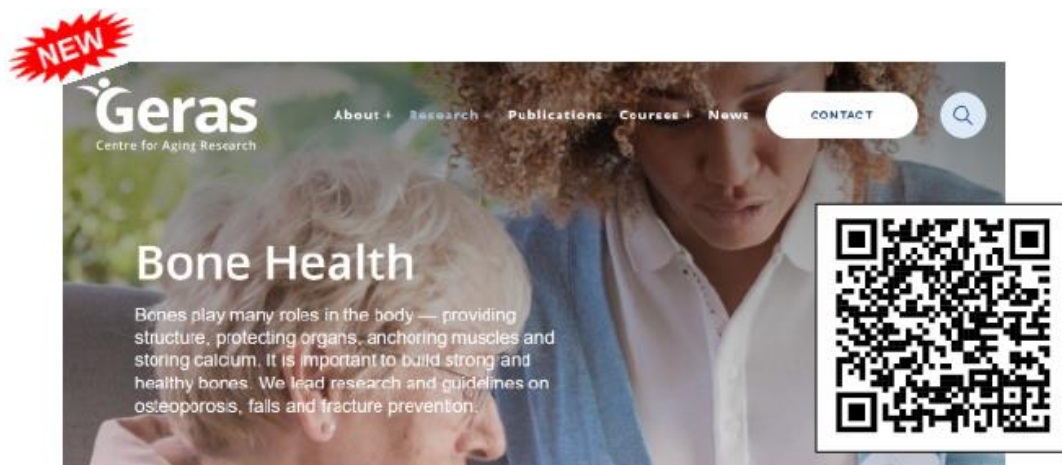 NEW
Geras
Centre for Aging Research
About + Research - Publications Courses + News CONTACT
Bone Health
Bones play many roles in the body — providing
structure, protecting organs, anchoring muscles and
storing calcium. It is important to build strong and
healthy bones. We lead research and guidelines on
osteoporosis, falls and fracture prevention.